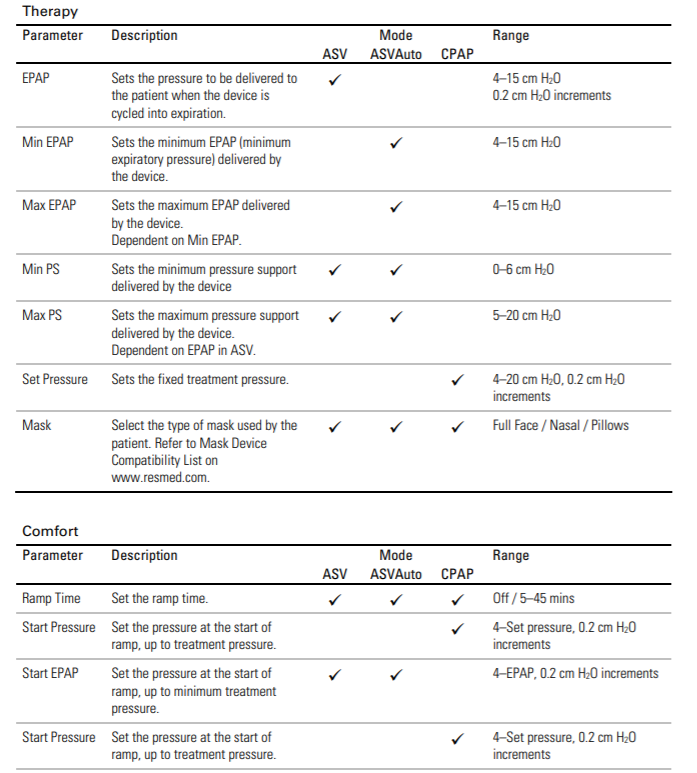 Therapy
Parameter Description Mode Range
ASV ASVAuto CPAP
EPAP Sets the pressure to be delivered to ✓ 4–15 cm H₂O
the patient when the device is 0.2 cm H₂O increments
cycled into expiration.
Min EPAP Sets the minimum EPAP (minimum ✓ 4–15 cm H₂O
expiratory pressure) delivered by
the device.
Max EPAP Sets the maximum EPAP delivered ✓ 4–15 cm H₂O
by the device.
Dependent on Min EPAP.
Min PS Sets the minimum pressure support ✓ ✓ 0–6 cm H₂O
delivered by the device
Max PS Sets the maximum pressure support ✓ ✓ 5–20 cm H₂O
delivered by the device.
Dependent on EPAP in ASV.
Set Pressure Sets the fixed treatment pressure. ✓ 4–20 cm H₂O, 0.2 cm H₂O
increments
Mask Select the type of mask used by the ✓ ✓ ✓ Full Face / Nasal / Pillows
patient. Refer to Mask Device
Compatibility List on
www.resmed.com.
Comfort
Parameter Description Mode Range
ASV ASVAuto CPAP
Ramp Time Set the ramp time. ✓ ✓ ✓ Off / 5–45 mins
Start Pressure Set the pressure at the start of ✓ 4–Set pressure, 0.2 cm H₂O
ramp, up to treatment pressure. increments
Start EPAP Set the pressure at the start of ✓ ✓ 4–EPAP, 0.2 cm H₂O increments
ramp, up to minimum treatment
pressure.
Start Pressure Set the pressure at the start of ✓ 4–Set pressure, 0.2 cm H₂O
ramp, up to treatment pressure. increments